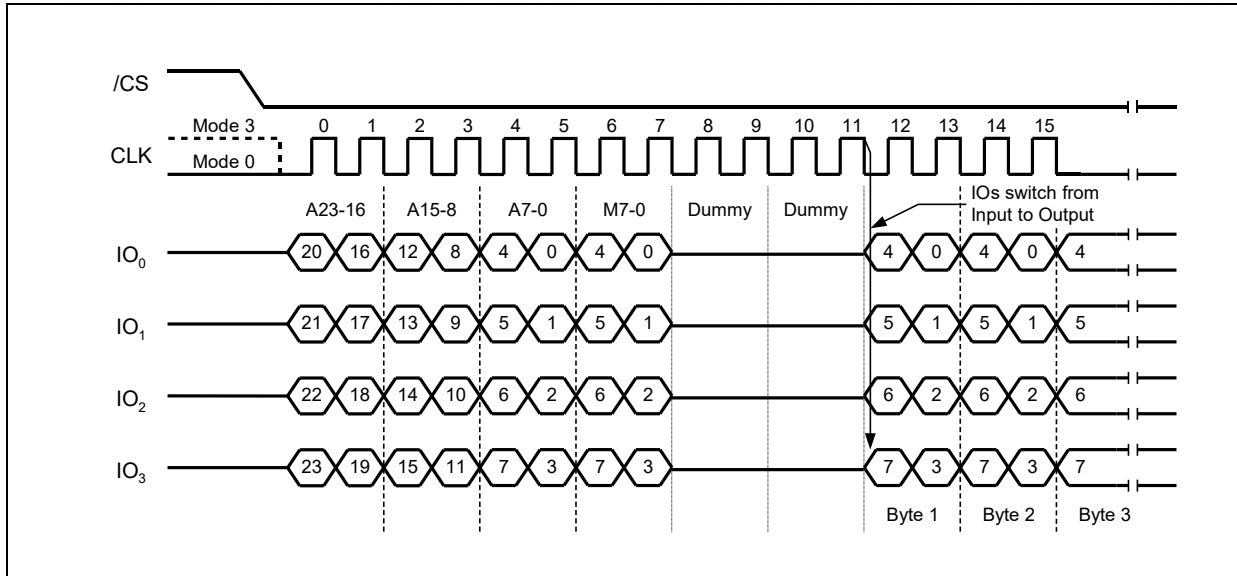 /CS
Mode 3 0 1 2 3 4 5 6 7 8 9 10 11 12 13 14 15
CLK
Mode 0
IOs switch from
Input to Output
A23-16 A15-8 A7-0 M7-0 Dummy Dummy
IO0 20 16 12 8 4 0 4 0 4 0 4 0 4
IO1 21 17 13 9 5 1 5 1 5 1 5 1 5
IO2 22 18 14 10 6 2 6 2 6 2 6 2 6
IO3 23 19 15 11 7 3 7 3 7 3 7 3 7
Byte 1 Byte 2 Byte 3